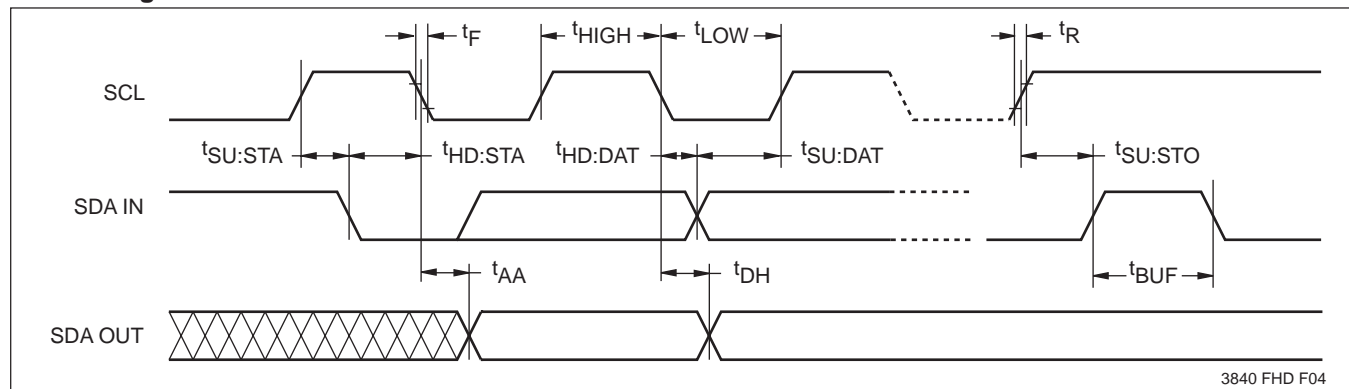 tF
tHIGH
tLOW
tR
SCL
tSU:STA
tHD:STA
tHD:DAT
tSU:DAT
tSU:STO
SDA IN
tAA
tDH
tBUF
SDA OUT
3840 FHD F04